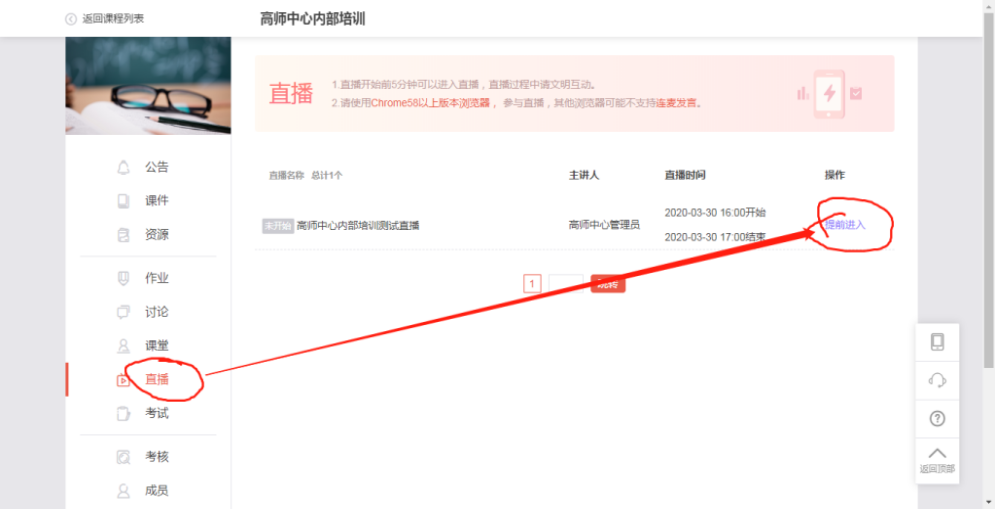 返回课程列表
高师中心内部培训
直播
1.直播开始前5分钟可以进入直播，直播过程中请文明互动。
2.请使用Chrome58以上版本浏览器，参与直播，其他浏览器可能不支持连麦发言。
公告
课件
资源
作业
讨论
课堂
直播
考试
考核
成员
直播名称 总计1个
主讲人
直播时间
操作
未开始 高师中心内部培训测试直播
高师中心管理员
2020-03-30 16:00开始
2020-03-30 17:00结束
提前进入
1
跳转
返回顶部